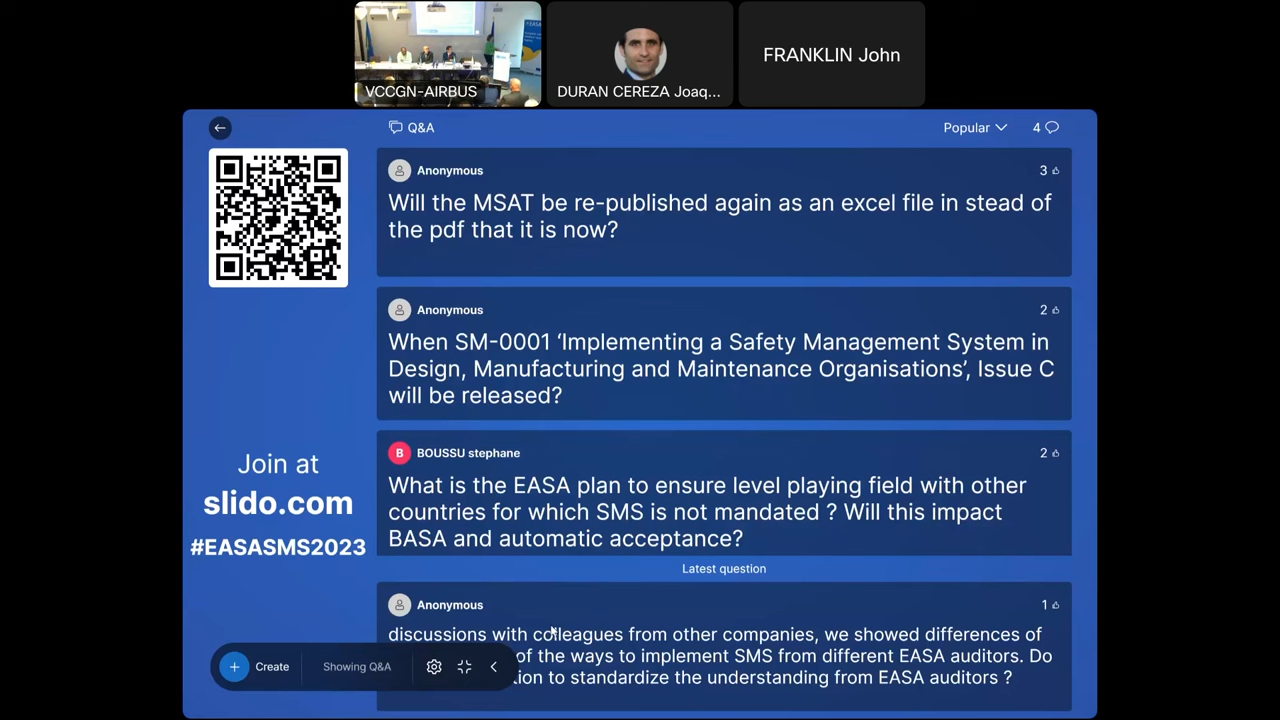 VCCGN-AIRBUS
DURAN CEREZA Joaq...
FRANKLIN John
Q&A
Popular
4
Anonymous
3
Will the MSAT be re-published again as an excel file in stead of
the pdf that it is now?
Anonymous
2
When SM-0001 ‘Implementing a Safety Management System in
Design, Manufacturing and Maintenance Organisations’, Issue C
will be released?
B
BOUSSU stephane
2
What is the EASA plan to ensure level playing field with other
countries for which SMS is not mandated ? Will this impact
BASA and automatic acceptance?
Join at
slido.com
#EASASMS2023
Latest question
Anonymous
1
discussions with colleagues from other companies, we showed differences of
of the ways to implement SMS from different EASA auditors. Do
tion to standardize the understanding from EASA auditors ?
Create
Showing Q&A